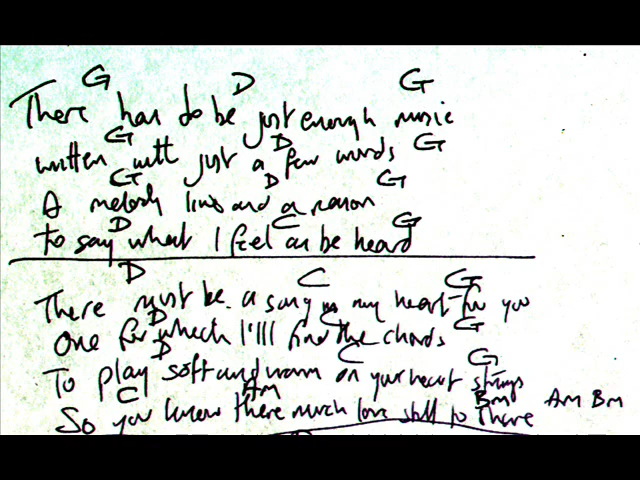 G D G
There has to be just enough music
G D G
written with just a few words
G D G
A melody line and a reason
D C G
to say what I feel can be heard
D C G
There must be a song in my heart for you
D C G
One for which I'll find the chords
D C G
To play soft and warm on your heart strings
C Am Bm Am Bm
So you know there much love still to